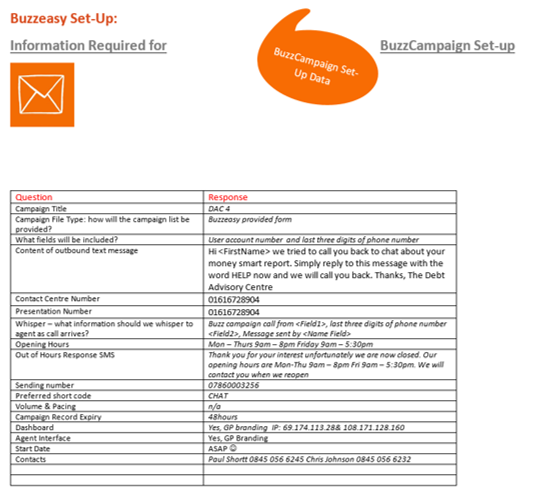 Buzzeasy Set-Up:
Information Required for
BuzzCampaign Set-
Up Data
BuzzCampaign Set-up
Question Response
Campaign Title DAC 4
Campaign File Type: how will the campaign list be Buzzeasy provided form
provided?
What fields will be included? User account number and last three digits of phone number
Content of outbound text message Hi <FirstName> we tried to call you back to chat about your
money smart report. Simply reply to this message with the
word HELP now and we will call you back. Thanks, The Debt
Advisory Centre
Contact Centre Number 01616728904
Presentation Number 01616728904
Whisper – what information should we whisper to Buzz campaign call from <Field1>, last three digits of phone number
agent as call arrives? <Field2>, Message sent by <Name Field>
Opening Hours Mon – Thurs 9am – 8pm Friday 9am – 5:30pm
Out of Hours Response SMS Thank you for your interest unfortunately we are now closed. Our
opening hours are Mon-Thu 9am – 8pm Fri 9am – 5:30pm. We will
contact you when we reopen
Sending number 07860003256
Preferred short code CHAT
Volume & Pacing n/a
Campaign Record Expiry 48hours
Dashboard Yes, GP branding IP: 69.174.113.28& 108.171.128.160
Agent Interface Yes, GP Branding
Start Date ASAP ☺
Contacts Paul Shortt 0845 056 6245 Chris Johnson 0845 056 6232